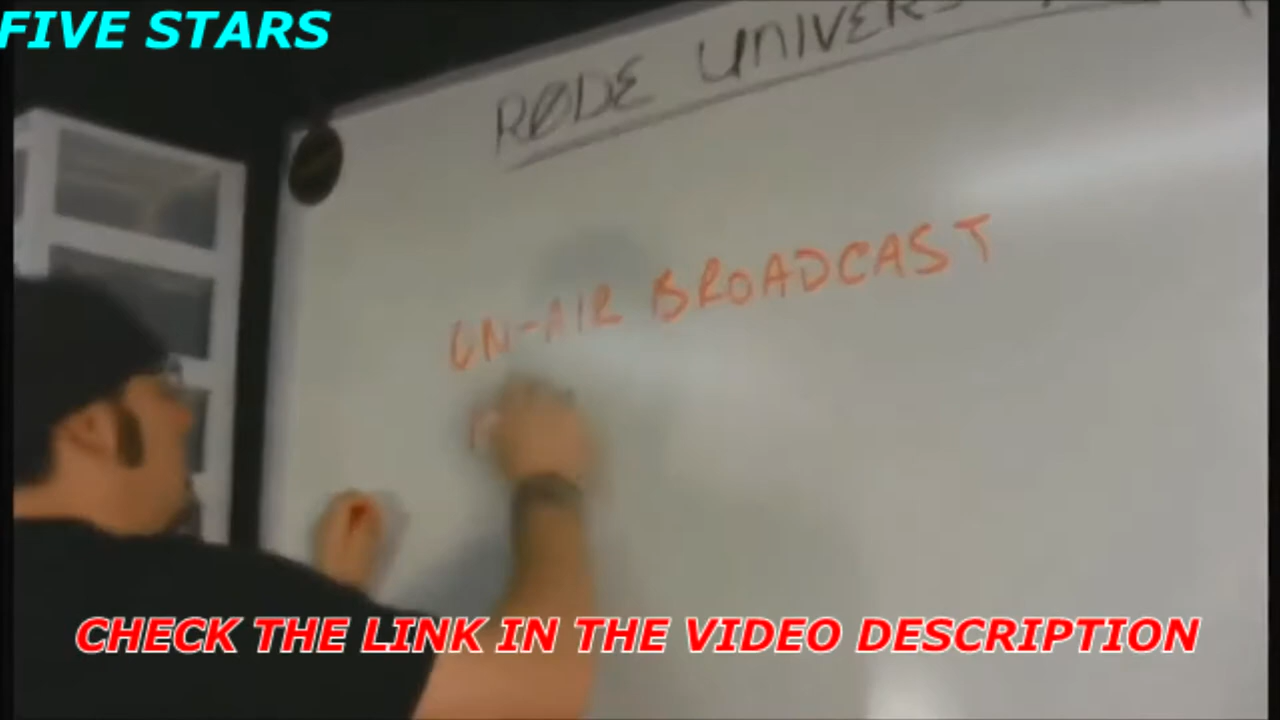 FIVE STARS
RØDE UNIVERS
ON-AIR BROADCAST
CHECK THE LINK IN THE VIDEO DESCRIPTION